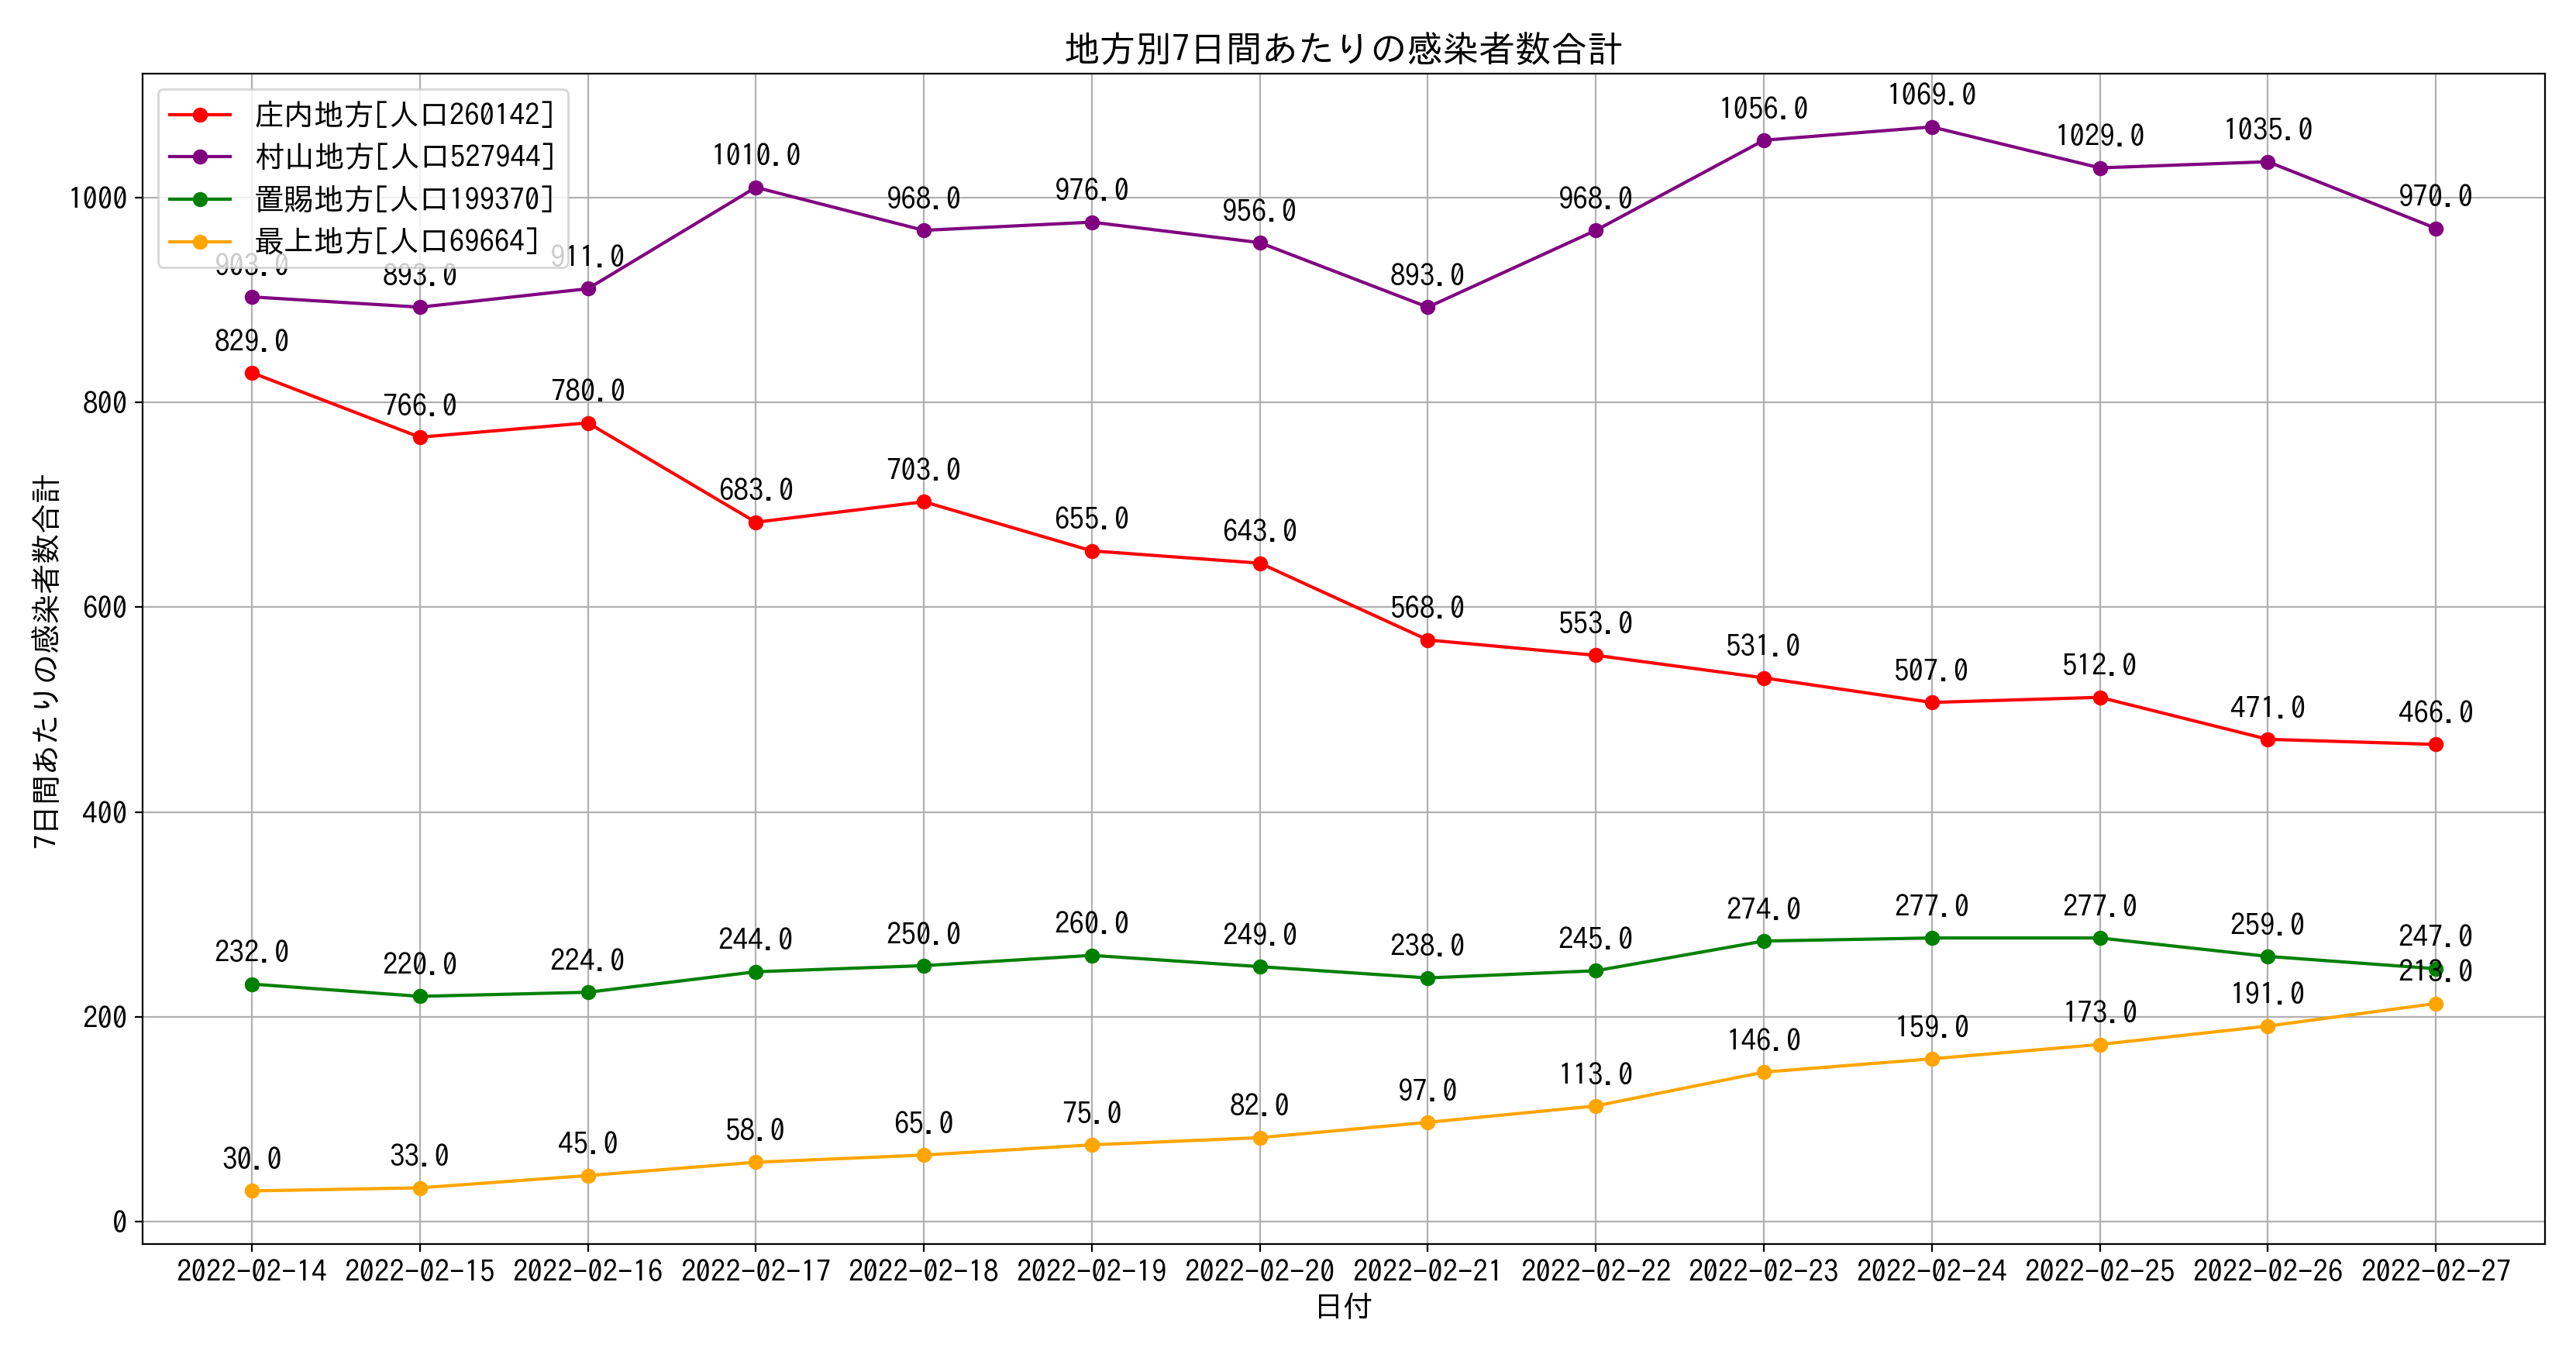 地方別7日間あたりの感染者数合計
庄内地方[人口260142]
村山地方[人口527944]
置賜地方[人口199370]
最上地方[人口69664]
7日間あたりの感染者数合計
1000
800
600
400
200
0
903.0 893.0 911.0 1010.0 968.0 976.0 956.0 893.0 968.0 1056.0 1069.0 1029.0 1035.0 970.0
829.0 766.0 780.0 683.0 703.0 655.0 643.0 568.0 553.0 531.0 507.0 512.0 471.0 466.0
232.0 220.0 224.0 244.0 250.0 260.0 249.0 238.0 245.0 274.0 277.0 277.0 259.0 247.0
30.0 33.0 45.0 58.0 65.0 75.0 82.0 97.0 113.0 146.0 159.0 173.0 191.0 213.0
2022-02-14 2022-02-15 2022-02-16 2022-02-17 2022-02-18 2022-02-19 2022-02-20 2022-02-21 2022-02-22 2022-02-23 2022-02-24 2022-02-25 2022-02-26 2022-02-27
日付